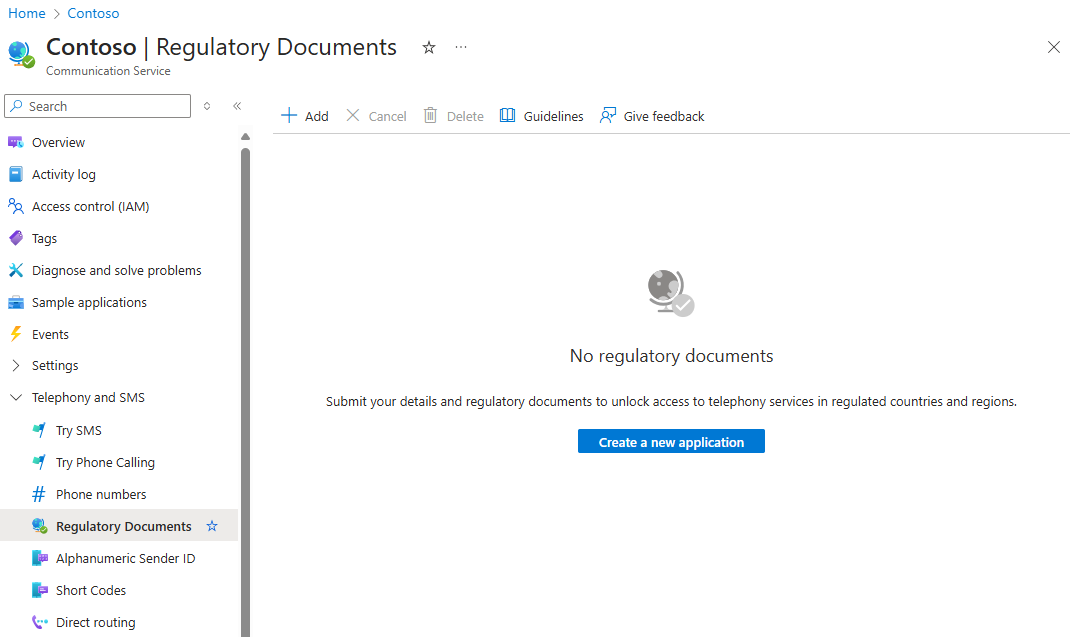 Home > Contoso
Contoso | Regulatory Documents
Communication Service
Search
Add Cancel Delete Guidelines Give feedback
Overview
Activity log
Access control (IAM)
Tags
Diagnose and solve problems
Sample applications
Events
Settings
Telephony and SMS
Try SMS
Try Phone Calling
Phone numbers
Regulatory Documents
Alphanumeric Sender ID
Short Codes
Direct routing
No regulatory documents
Submit your details and regulatory documents to unlock access to telephony services in regulated countries and regions.
Create a new application